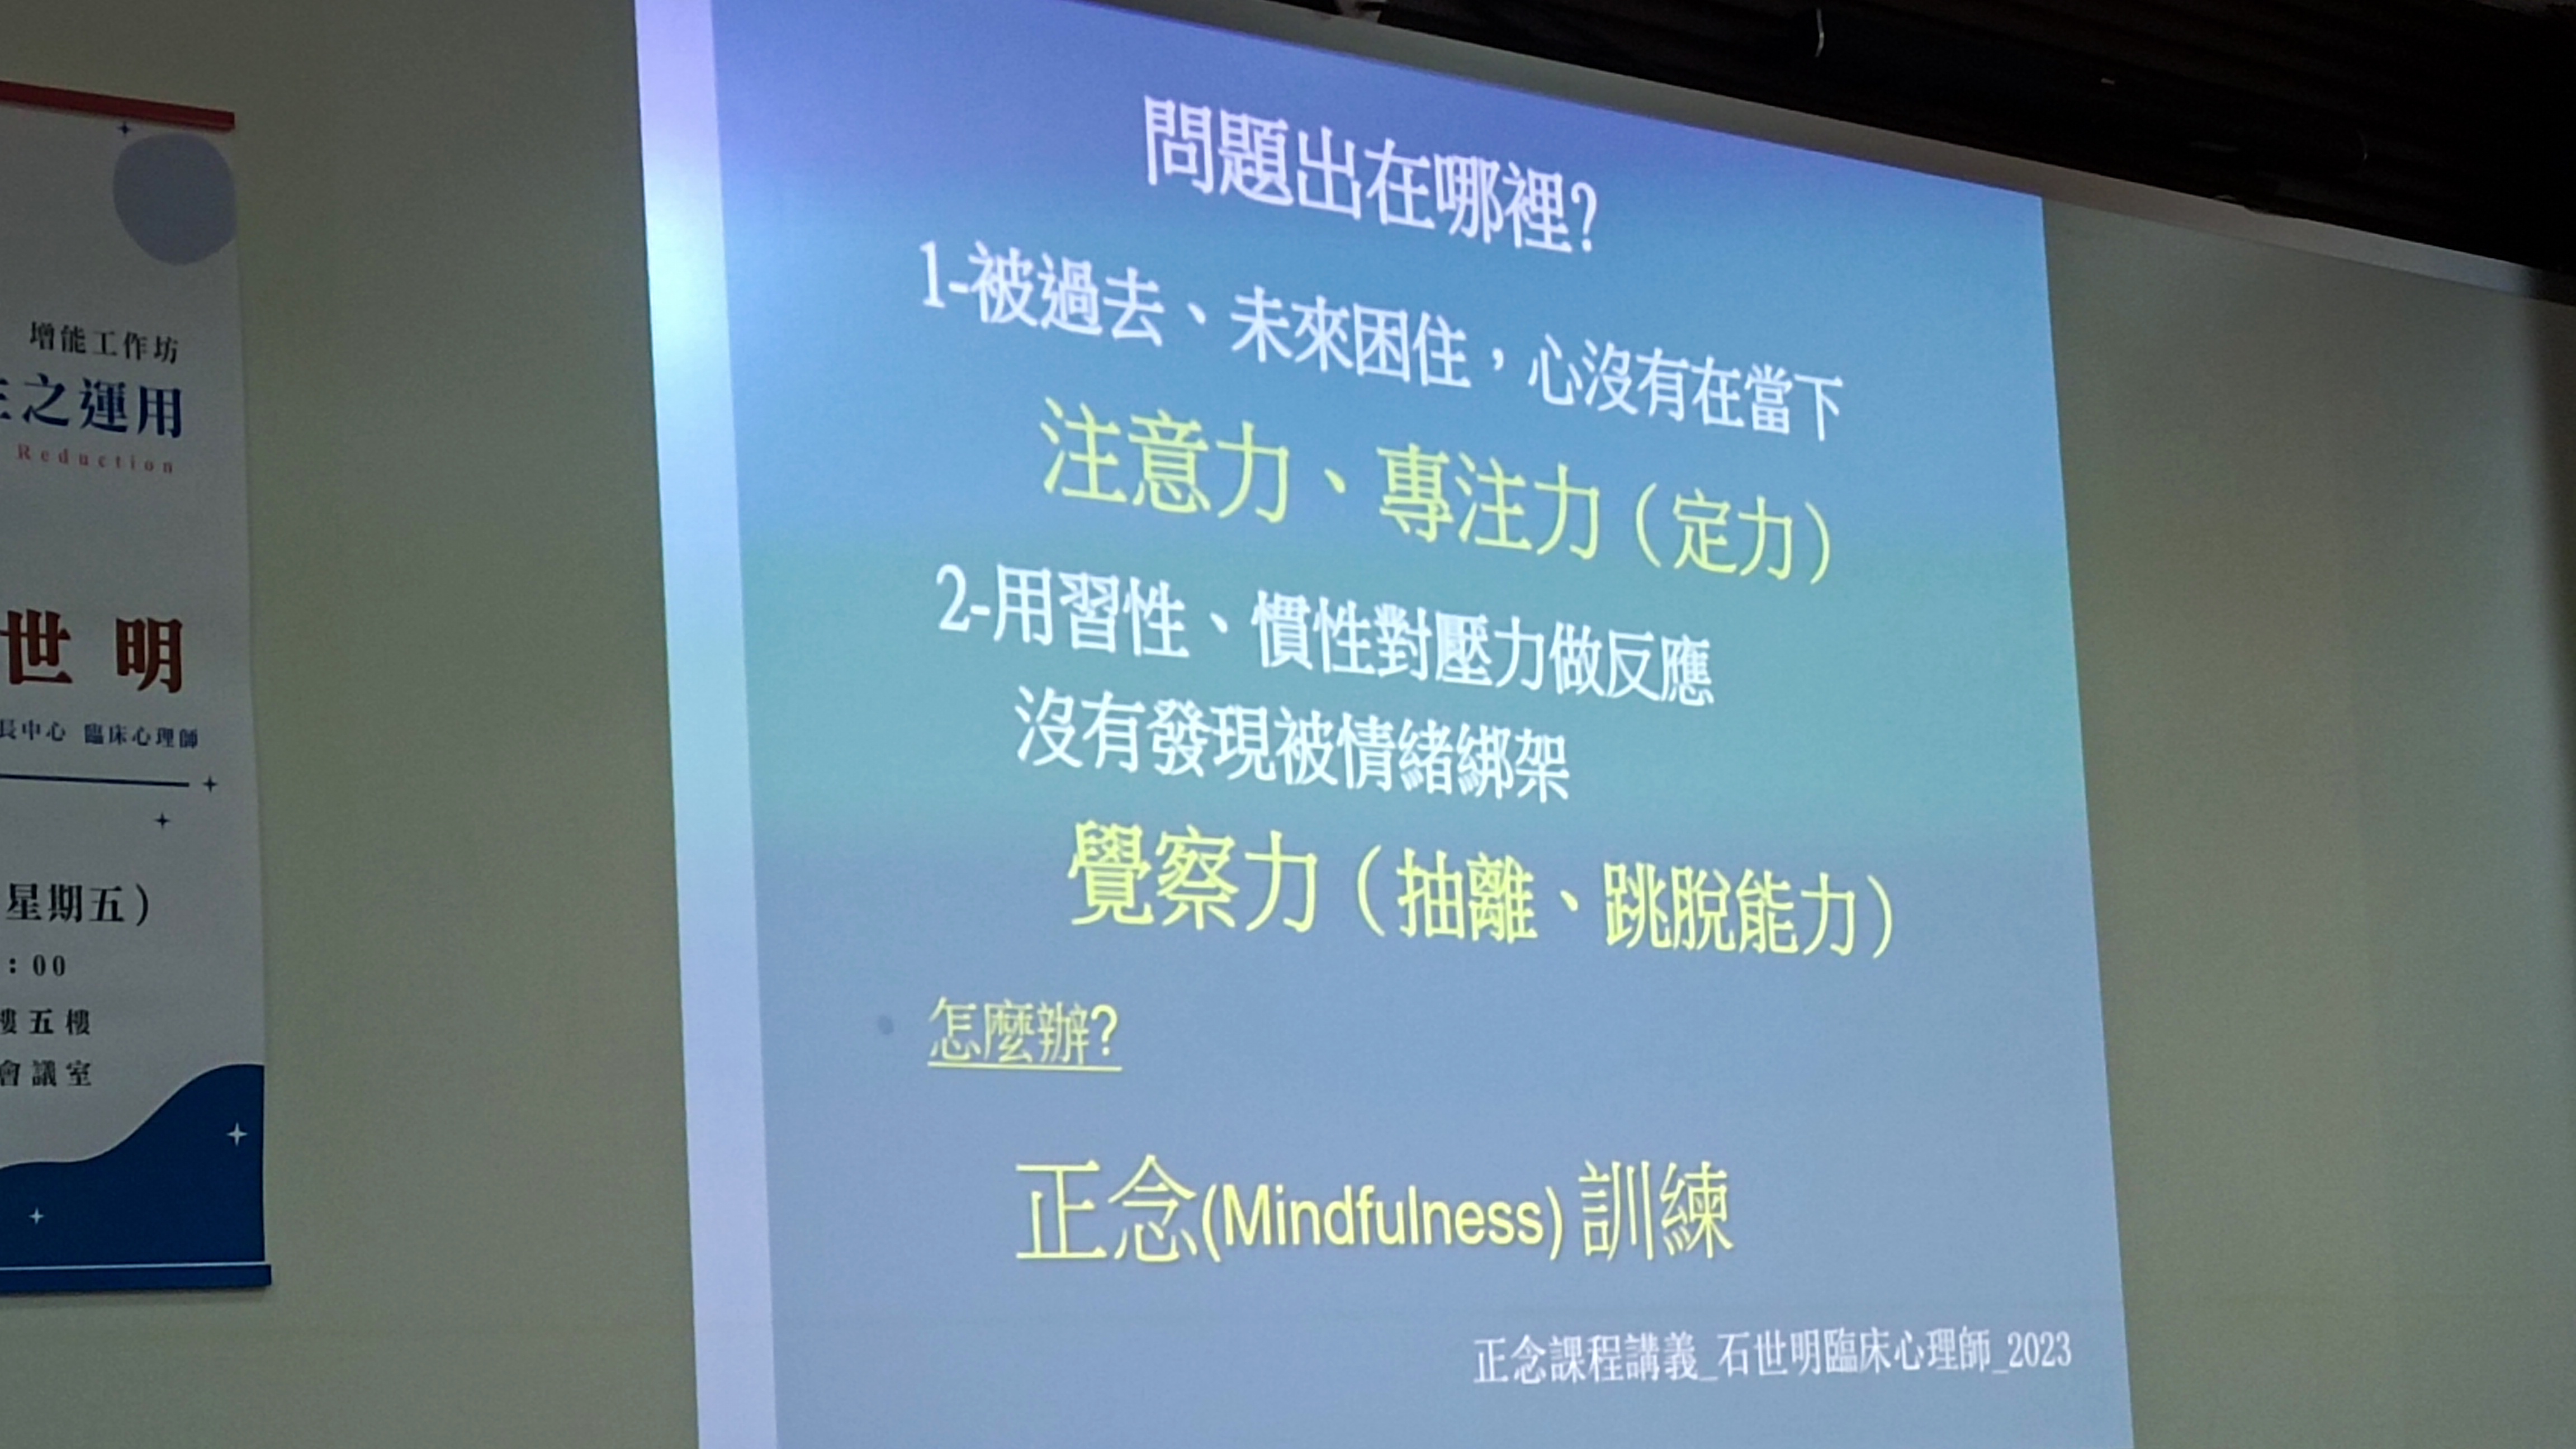 增能工作坊
之運用
Reduction
世明
長中心 臨床心理師
星期五）
：00
樓五樓
會議室
問題出在哪裡?
1-被過去、未來困住，心沒有在當下
注意力、專注力（定力）
2-用習性、慣性對壓力做反應
沒有發現被情緒綁架
覺察力（抽離、跳脫能力）
怎麼辦?
正念(Mindfulness) 訓練
正念課程講義_石世明臨床心理師_2023